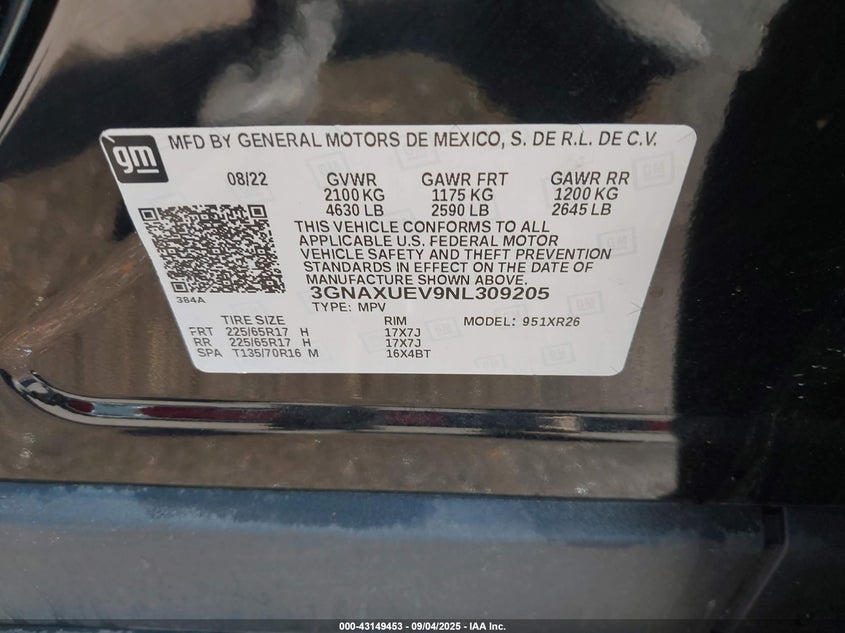 gm
MFD BY GENERAL MOTORS DE MEXICO, S. DE R.L. DE C.V.
08/22 GVWR GAWR FRT GAWR RR
2100 KG 1175 KG 1200 KG
4630 LB 2590 LB 2645 LB
THIS VEHICLE CONFORMS TO ALL
APPLICABLE U.S. FEDERAL MOTOR
VEHICLE SAFETY AND THEFT PREVENTION
STANDARDS IN EFFECT ON THE DATE OF
MANUFACTURE SHOWN ABOVE.
384A 3GNAXUEV9NL309205
TYPE: MPV
TIRE SIZE RIM MODEL: 951XR26
FRT 225/65R17 H 17X7J
RR 225/65R17 H 17X7J
SPA T135/70R16 M 16X4BT
000-43149453 - 09/04/2025 - IAA Inc.